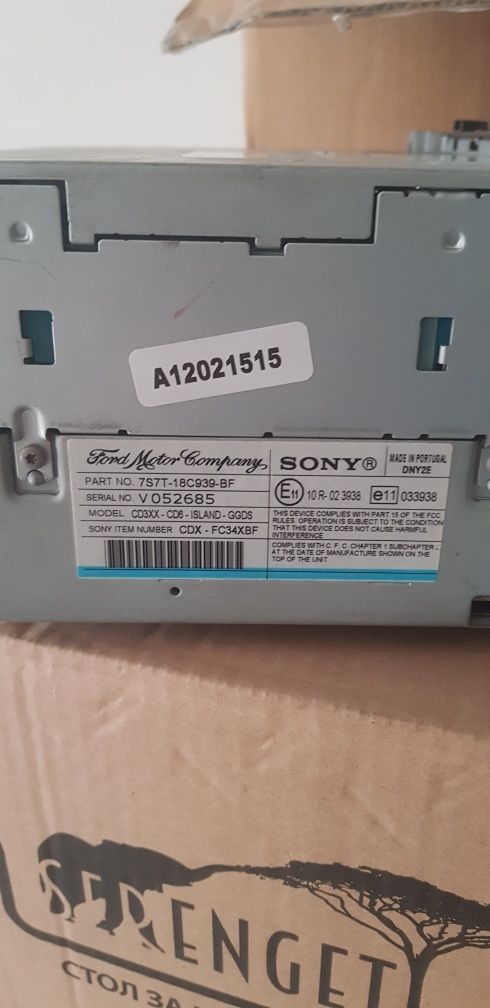 A12021515
Ford Motor Company
PART NO. 7S7T-18C939-BF
SERIAL NO. V052685
MODEL CD3XX - CD6 - ISLAND - GGDS
SONY ITEM NUMBER CDX - FC34XBF
SONY®
MADE IN PORTUGAL
DNY2E
E11 10 R- 02 3938 e11 033938
THIS DEVICE COMPLIES WITH PART 15 OF THE FCC
RULES. OPERATION IS SUBJECT TO THE CONDITION
THAT THIS DEVICE DOES NOT CAUSE HARMFUL
INTERFERENCE
COMPLIES WITH C. F. C. CHAPTER 1 SUBCHAPTER
AT THE DATE OF MANUFACTURE SHOWN ON THE
TOP OF THE UNIT
SERENGET
СТОЛ ЗА